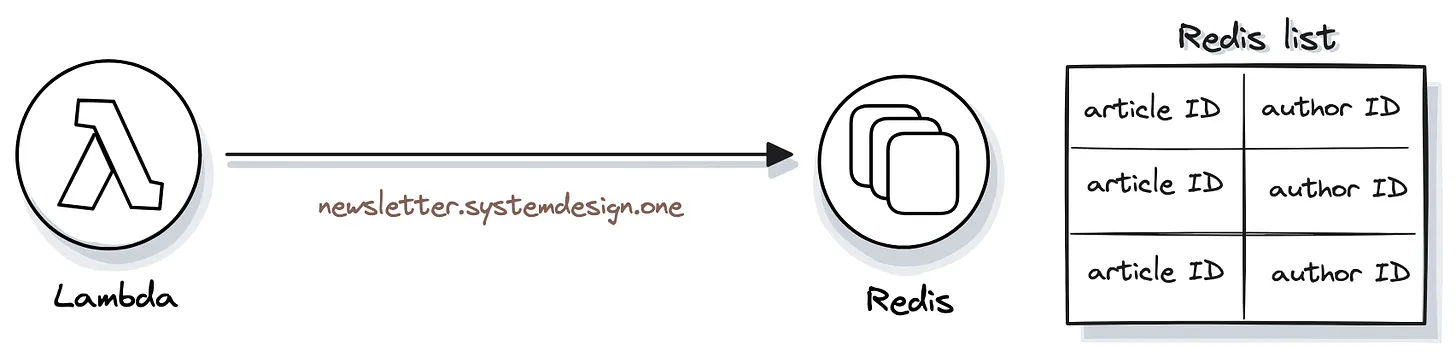 Redis list
article ID author ID
article ID author ID
article ID author ID
newsletter.systemdesign.one
Lambda
Redis